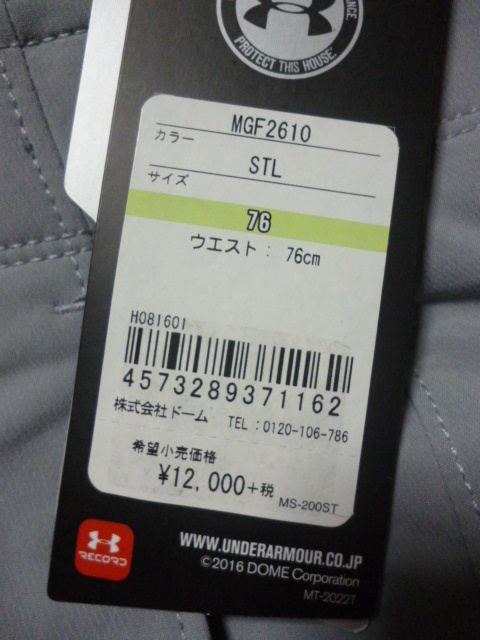 ANCE
PROTECT THIS HOUSE.
MGF2610
カラー
STL
サイズ
76
ウエスト: 76cm
H081601
4573289371162
株式会社ドーム TEL:0120-106-786
希望小売価格
¥12,000+税
MS-200ST
RECORD
WWW.UNDERARMOUR.CO.JP
©2016 DOME Corporation
MT-2022T